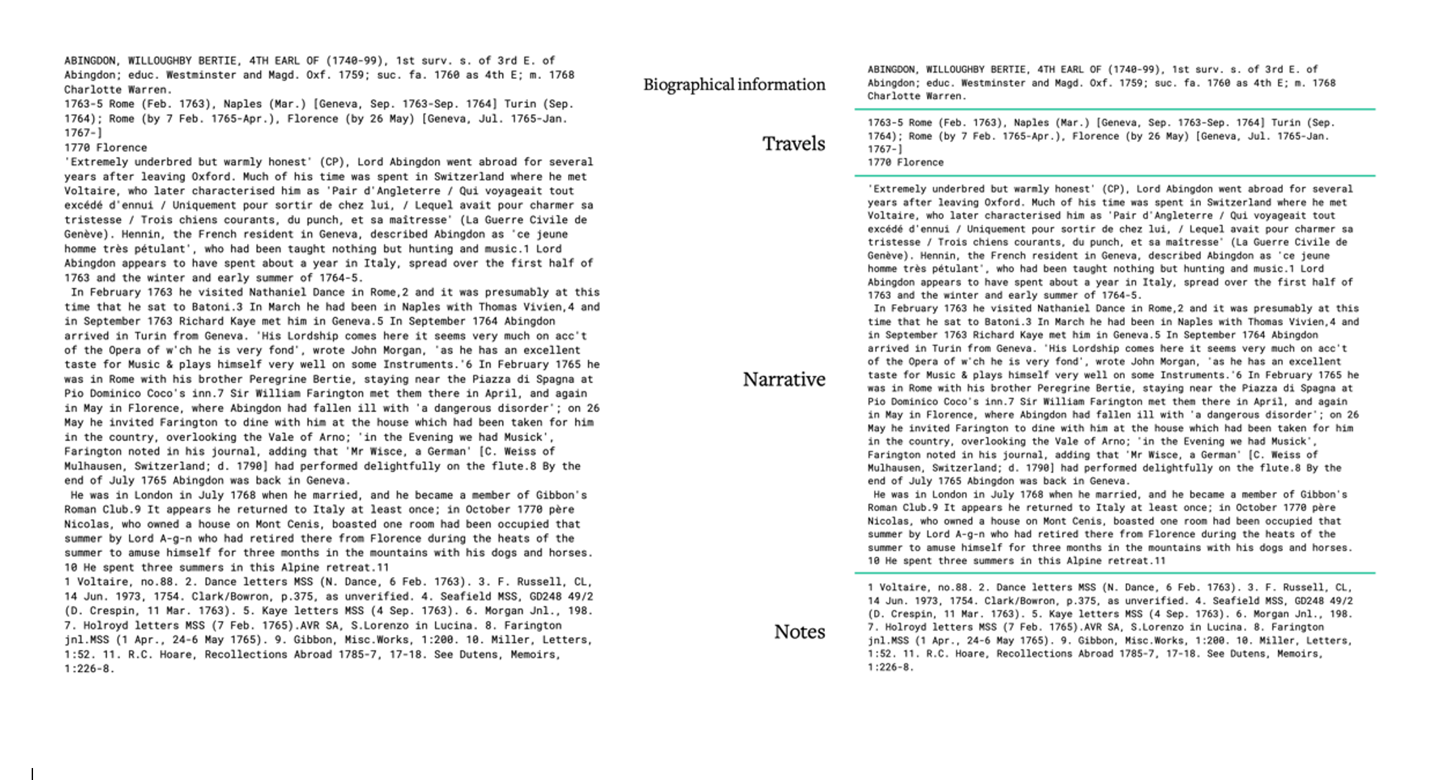 ABINGDON, WILLOUGHBY BERTIE, 4TH EARL OF (1740-99), 1st surv. s. of 3rd E. of
Abingdon; educ. Westminster and Magd. Oxf. 1759; suc. fa. 1760 as 4th E; m. 1768
Charlotte Warren.
1763-5 Rome (Feb. 1763), Naples (Mar.) [Geneva, Sep. 1763-Sep. 1764] Turin (Sep.
1764); Rome (by 7 Feb. 1765-Apr.), Florence (by 26 May) [Geneva, Jul. 1765-Jan.
1767-]
1770 Florence
'Extremely underbred but warmly honest' (CP), Lord Abingdon went abroad for several
years after leaving Oxford. Much of his time was spent in Switzerland where he met
Voltaire, who later characterised him as 'Pair d'Angleterre / Qui voyageait tout
excédé d'ennui / Uniquement pour sortir de chez lui, / Lequel avait pour charmer sa
tristesse / Trois chiens courants, du punch, et sa maîtresse' (La Guerre Civile de
Genève). Hennin, the French resident in Geneva, described Abingdon as 'ce jeune
homme très pétulant', who had been taught nothing but hunting and music.1 Lord
Abingdon appears to have spent about a year in Italy, spread over the first half of
1763 and the winter and early summer of 1764-5.
In February 1763 he visited Nathaniel Dance in Rome,2 and it was presumably at this
time that he sat to Batoni.3 In March he had been in Naples with Thomas Vivien,4 and
in September 1763 Richard Kaye met him in Geneva.5 In September 1764 Abingdon
arrived in Turin from Geneva. 'His Lordship comes here it seems very much on acc't
of the Opera of w'ch he is very fond', wrote John Morgan, 'as he has an excellent
taste for Music & plays himself very well on some Instruments.'6 In February 1765 he
was in Rome with his brother Peregrine Bertie, staying near the Piazza di Spagna at
Pio Dominico Coco's inn.7 Sir William Farington met them there in April, and again
in May in Florence, where Abingdon had fallen ill with 'a dangerous disorder'; on 26
May he invited Farington to dine with him at the house which had been taken for him
in the country, overlooking the Vale of Arno; 'in the Evening we had Musick',
Farington noted in his journal, adding that 'Mr Wisce, a German' [C. Weiss of
Mulhausen, Switzerland; d. 1790] had performed delightfully on the flute.8 By the
end of July 1765 Abingdon was back in Geneva.
He was in London in July 1768 when he married, and he became a member of Gibbon's
Roman Club.9 It appears he returned to Italy at least once; in October 1770 père
Nicolas, who owned a house on Mont Cenis, boasted one room had been occupied that
summer by Lord A-g-n who had retired there from Florence during the heats of the
summer to amuse himself for three months in the mountains with his dogs and horses.
10 He spent three summers in this Alpine retreat.11
1 Voltaire, no.88. 2. Dance letters MSS (N. Dance, 6 Feb. 1763). 3. F. Russell, CL,
14 Jun. 1973, 1754. Clark/Bowron, p.375, as unverified. 4. Seafield MSS, GD248 49/2
(D. Crespin, 11 Mar. 1763). 5. Kaye letters MSS (4 Sep. 1763). 6. Morgan Jnl., 198.
7. Holroyd letters MSS (7 Feb. 1765).AVR SA, S.Lorenzo in Lucina. 8. Farington
jnl.MSS (1 Apr., 24-6 May 1765). 9. Gibbon, Misc.Works, 1:200. 10. Miller, Letters,
1:52. 11. R.C. Hoare, Recollections Abroad 1785-7, 17-18. See Dutens, Memoirs,
1:226-8.
Biographical information
ABINGDON, WILLOUGHBY BERTIE, 4TH EARL OF (1740-99), 1st surv. s. of 3rd E. of
Abingdon; educ. Westminster and Magd. Oxf. 1759; suc. fa. 1760 as 4th E; m. 1768
Charlotte Warren.
Travels
1763-5 Rome (Feb. 1763), Naples (Mar.) [Geneva, Sep. 1763-Sep. 1764] Turin (Sep.
1764); Rome (by 7 Feb. 1765-Apr.), Florence (by 26 May) [Geneva, Jul. 1765-Jan.
1767-]
1770 Florence
Narrative
'Extremely underbred but warmly honest' (CP), Lord Abingdon went abroad for several
years after leaving Oxford. Much of his time was spent in Switzerland where he met
Voltaire, who later characterised him as 'Pair d'Angleterre / Qui voyageait tout
excédé d'ennui / Uniquement pour sortir de chez lui, / Lequel avait pour charmer sa
tristesse / Trois chiens courants, du punch, et sa maîtresse' (La Guerre Civile de
Genève). Hennin, the French resident in Geneva, described Abingdon as 'ce jeune
homme très pétulant', who had been taught nothing but hunting and music.1 Lord
Abingdon appears to have spent about a year in Italy, spread over the first half of
1763 and the winter and early summer of 1764-5.
In February 1763 he visited Nathaniel Dance in Rome,2 and it was presumably at this
time that he sat to Batoni.3 In March he had been in Naples with Thomas Vivien,4 and
in September 1763 Richard Kaye met him in Geneva.5 In September 1764 Abingdon
arrived in Turin from Geneva. 'His Lordship comes here it seems very much on acc't
of the Opera of w'ch he is very fond', wrote John Morgan, 'as he has an excellent
taste for Music & plays himself very well on some Instruments.'6 In February 1765 he
was in Rome with his brother Peregrine Bertie, staying near the Piazza di Spagna at
Pio Dominico Coco's inn.7 Sir William Farington met them there in April, and again
in May in Florence, where Abingdon had fallen ill with 'a dangerous disorder'; on 26
May he invited Farington to dine with him at the house which had been taken for him
in the country, overlooking the Vale of Arno; 'in the Evening we had Musick',
Farington noted in his journal, adding that 'Mr Wisce, a German' [C. Weiss of
Mulhausen, Switzerland; d. 1790] had performed delightfully on the flute.8 By the
end of July 1765 Abingdon was back in Geneva.
He was in London in July 1768 when he married, and he became a member of Gibbon's
Roman Club.9 It appears he returned to Italy at least once; in October 1770 père
Nicolas, who owned a house on Mont Cenis, boasted one room had been occupied that
summer by Lord A-g-n who had retired there from Florence during the heats of the
summer to amuse himself for three months in the mountains with his dogs and horses.
10 He spent three summers in this Alpine retreat.11
Notes
1 Voltaire, no.88. 2. Dance letters MSS (N. Dance, 6 Feb. 1763). 3. F. Russell, CL,
14 Jun. 1973, 1754. Clark/Bowron, p.375, as unverified. 4. Seafield MSS, GD248 49/2
(D. Crespin, 11 Mar. 1763). 5. Kaye letters MSS (4 Sep. 1763). 6. Morgan Jnl., 198.
7. Holroyd letters MSS (7 Feb. 1765).AVR SA, S.Lorenzo in Lucina. 8. Farington
jnl.MSS (1 Apr., 24-6 May 1765). 9. Gibbon, Misc.Works, 1:200. 10. Miller, Letters,
1:52. 11. R.C. Hoare, Recollections Abroad 1785-7, 17-18. See Dutens, Memoirs,
1:226-8.